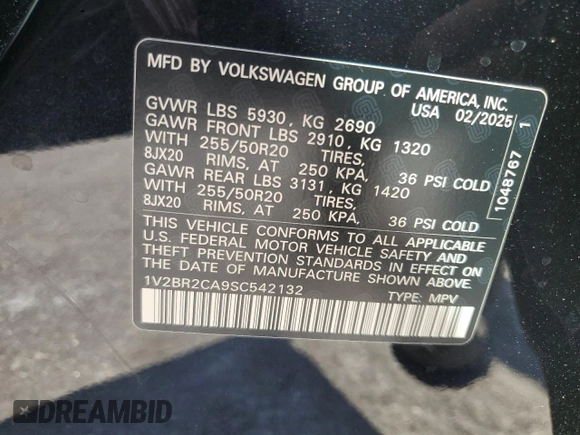 MFD BY VOLKSWAGEN GROUP OF AMERICA, INC.
USA 02/2025
GVWR LBS 5930, KG 2690
GAWR FRONT LBS 2910, KG 1320
WITH 255/50R20 TIRES,
8JX20 RIMS, AT 250 KPA, 36 PSI COLD
GAWR REAR LBS 3131, KG 1420
WITH 255/50R20 TIRES,
8JX20 RIMS, AT 250 KPA, 36 PSI COLD
THIS VEHICLE CONFORMS TO ALL APPLICABLE
U.S. FEDERAL MOTOR VEHICLE SAFETY AND
THEFT PREVENTION STANDARDS IN EFFECT ON
THE DATE OF MANUFACTURE SHOWN ABOVE.
1V2BR2CA9SC542132
TYPE: MPV
1048767 1
DREAMBID